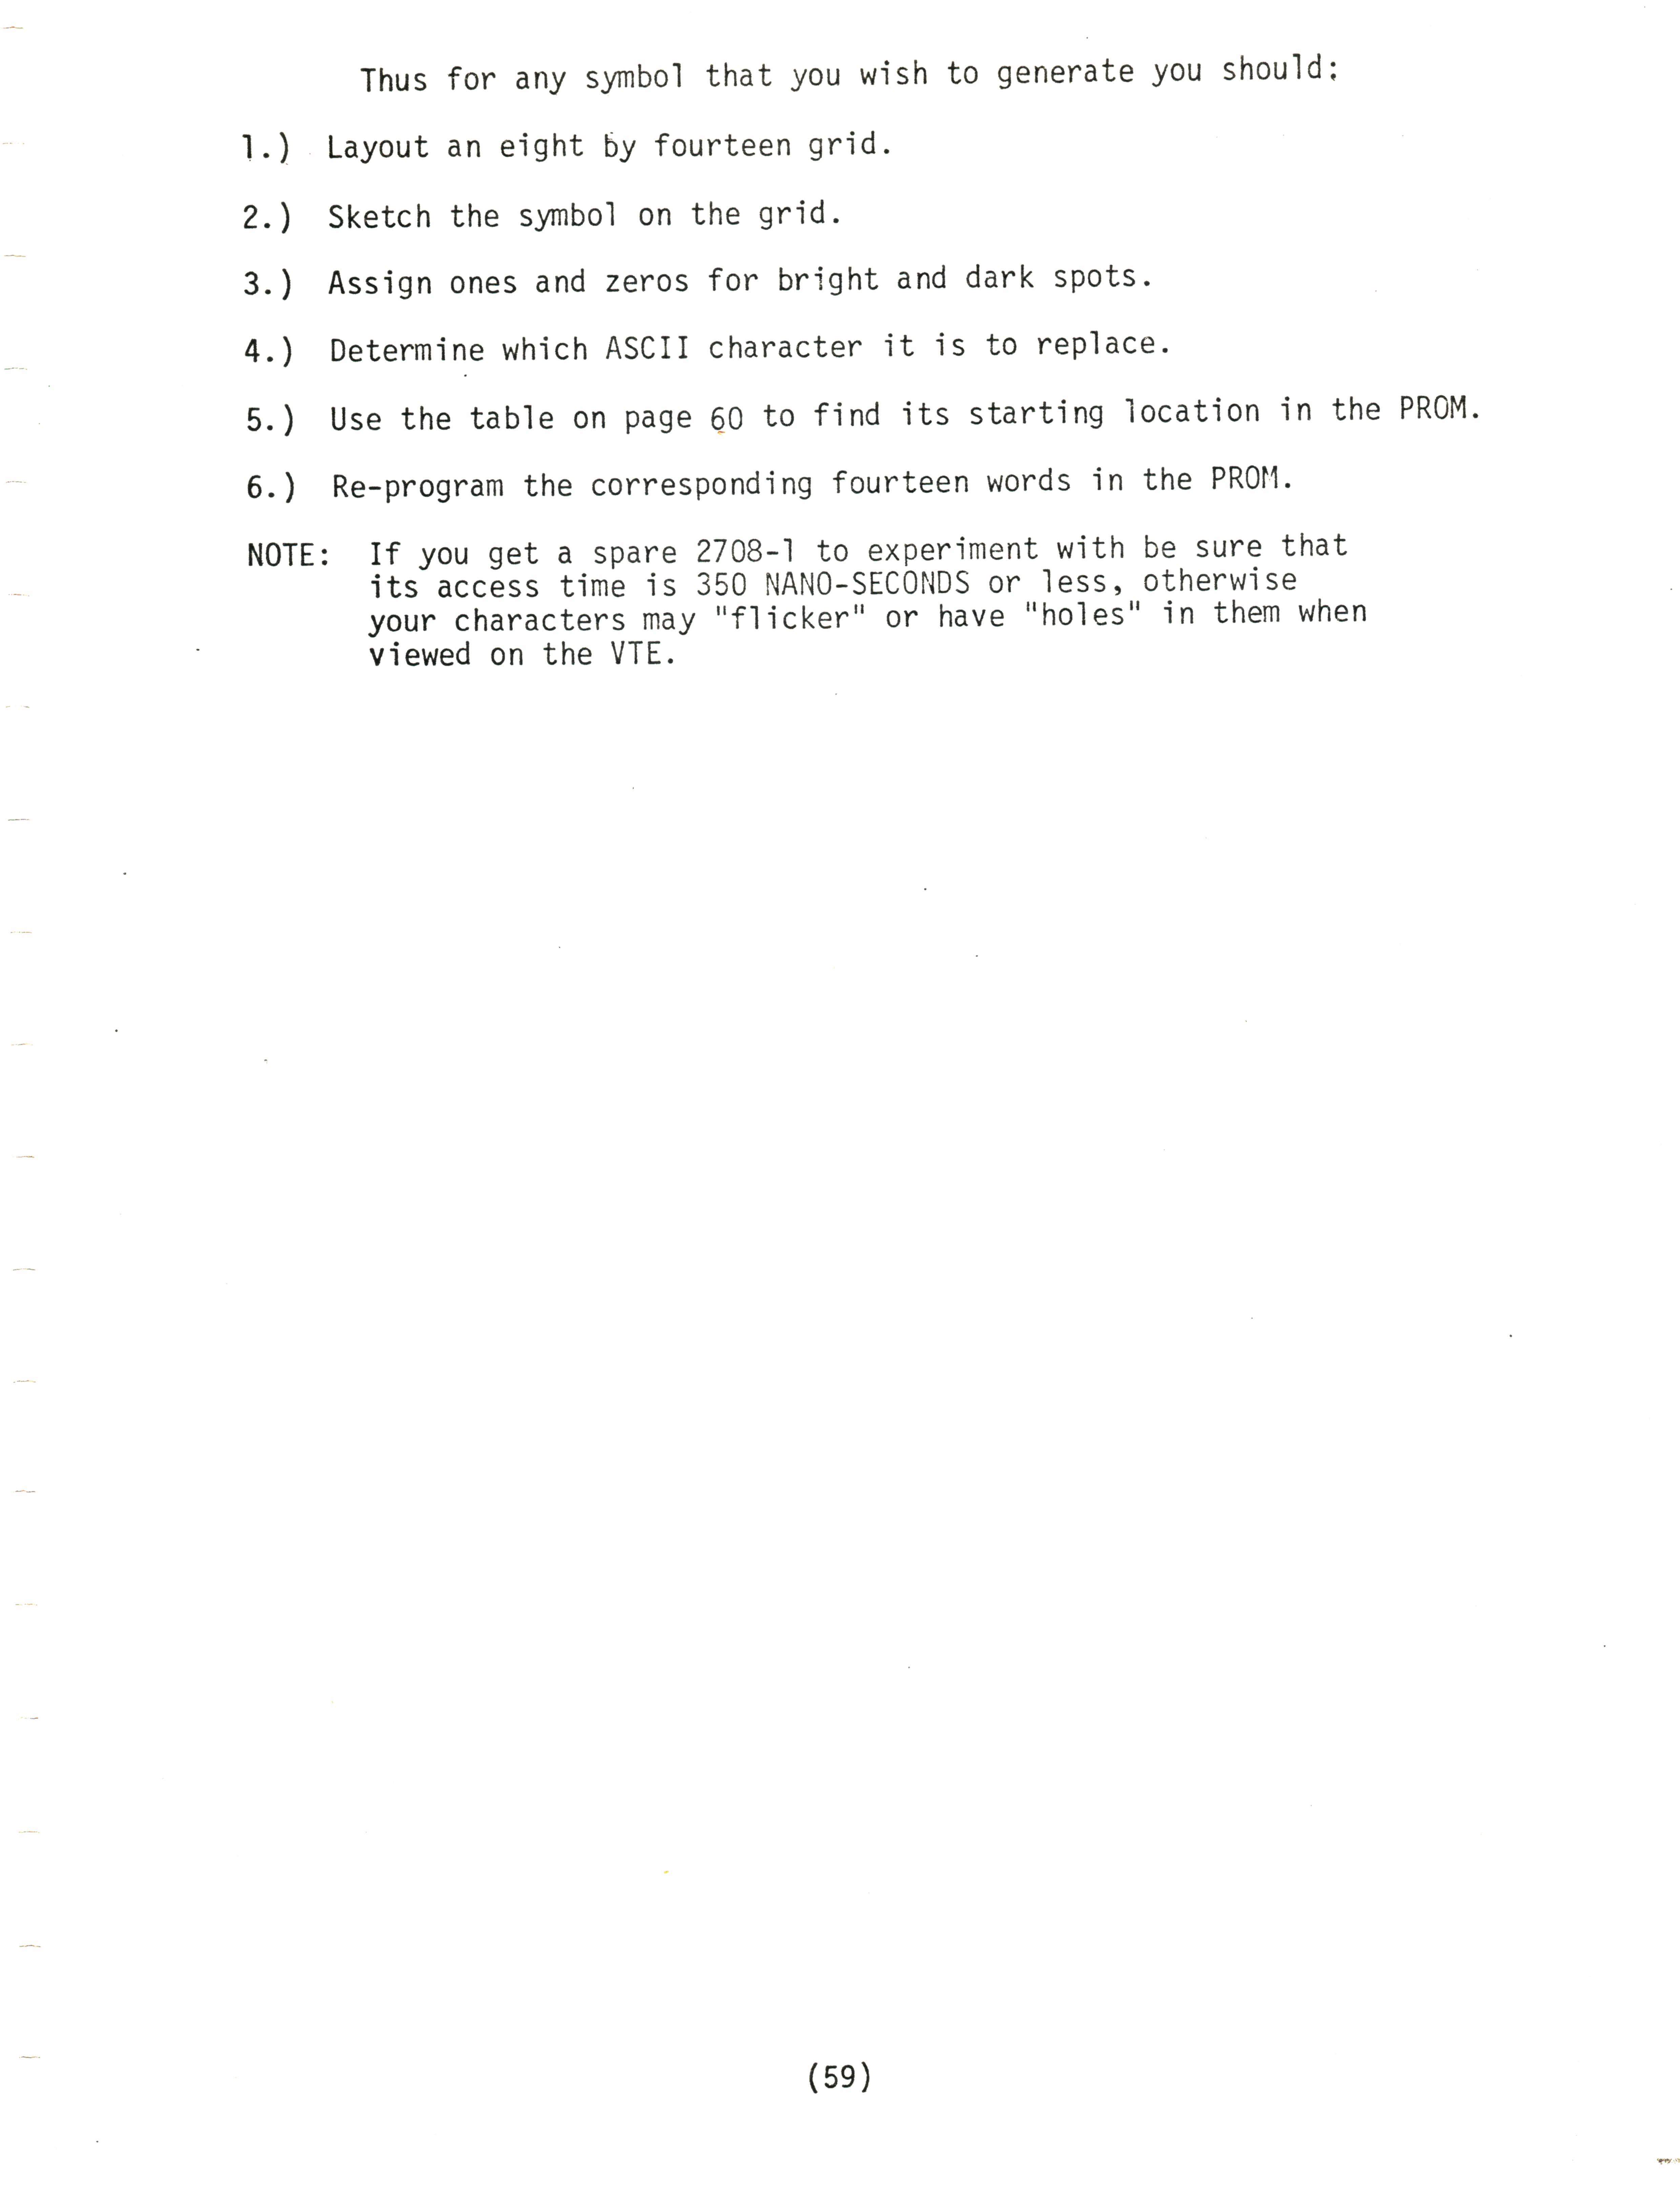 Thus for any symbol that you wish to generate you should:
1.) Layout an eight by fourteen grid.
2.) Sketch the symbol on the grid.
3.) Assign ones and zeros for bright and dark spots.
4.) Determine which ASCII character it is to replace.
5.) Use the table on page 60 to find its starting location in the PROM.
6.) Re-program the corresponding fourteen words in the PROM.
NOTE: If you get a spare 2708-1 to experiment with be sure that
its access time is 350 NANO-SECONDS or less, otherwise
your characters may "flicker" or have "holes" in them when
viewed on the VTE.
(59)